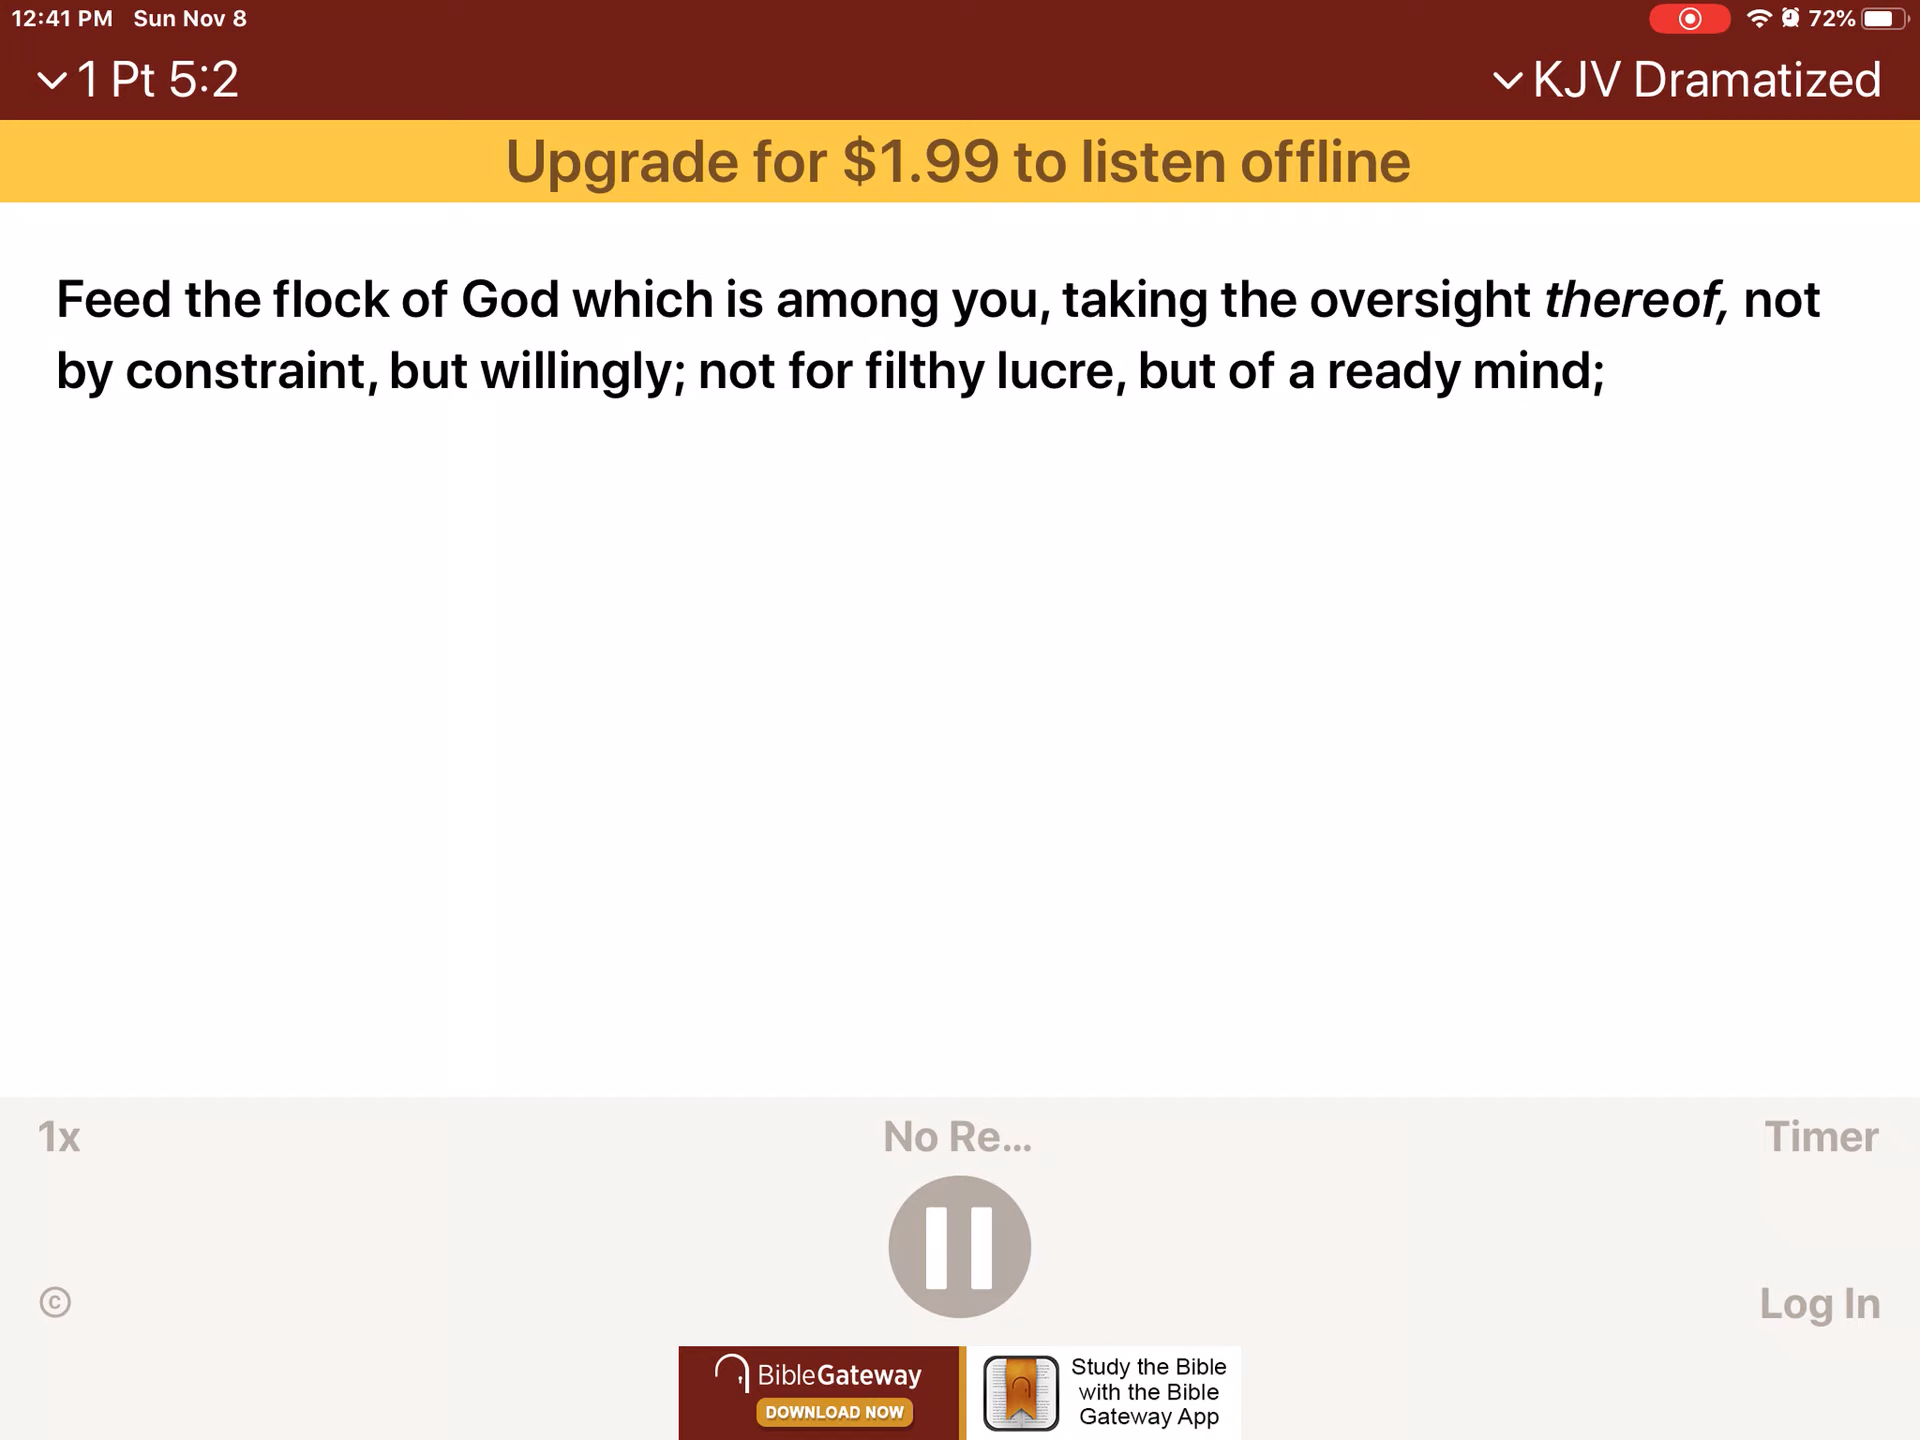 12:41 PM Sun Nov 8
72%
1 Pt 5:2
KJV Dramatized
Upgrade for $1.99 to listen offline
Feed the flock of God which is among you, taking the oversight thereof, not
by constraint, but willingly; not for filthy lucre, but of a ready mind;
1x
No Re...
Timer
©
Log In
BibleGateway
DOWNLOAD NOW
Study the Bible
with the Bible
Gateway App